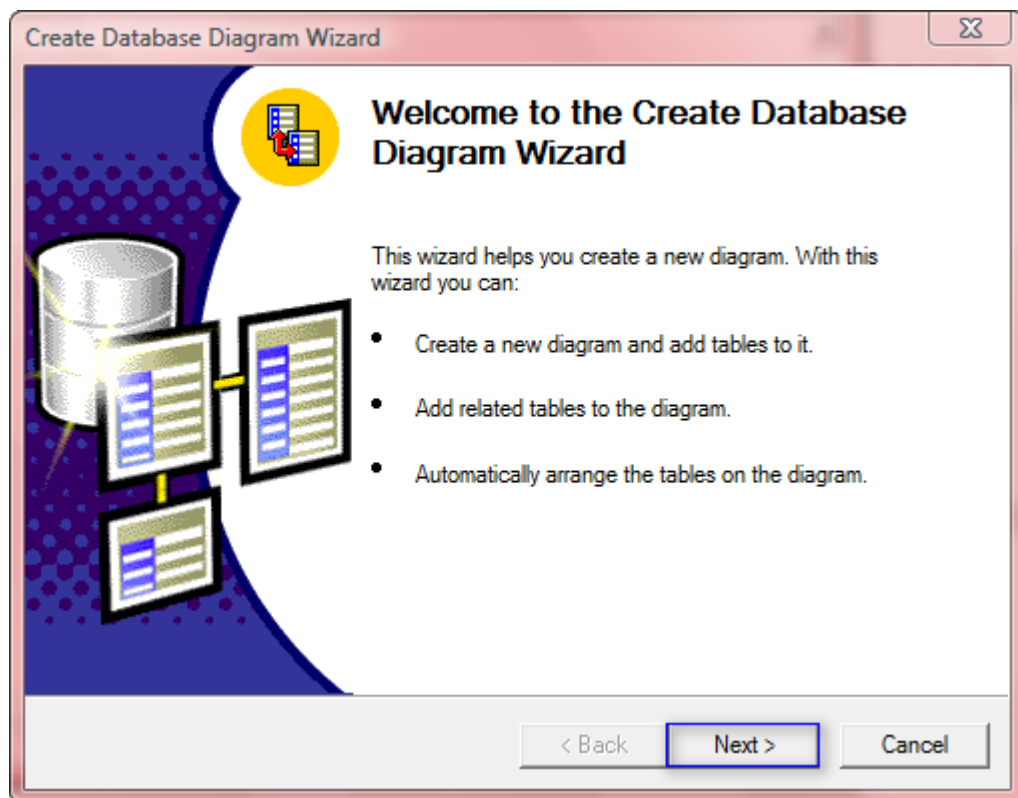 Create Database Diagram Wizard
Welcome to the Create Database
Diagram Wizard
This wizard helps you create a new diagram. With this
wizard you can:
• Create a new diagram and add tables to it.
• Add related tables to the diagram.
• Automatically arrange the tables on the diagram.
< Back Next > Cancel